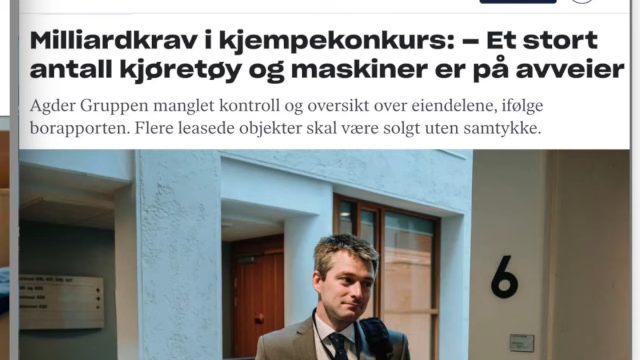 Milliardkrav i kjempekonkurs: – Et stort
antall kjøretøy og maskiner er på avveier
Agder Gruppen manglet kontroll og oversikt over eiendelene, ifølge
borapporten. Flere leasede objekter skal være solgt uten samtykke.
6